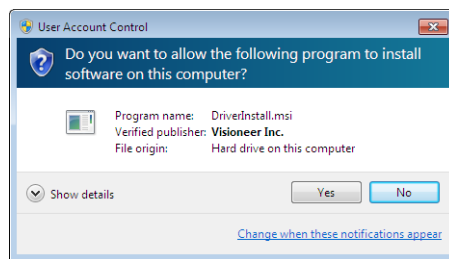 User Account Control
Do you want to allow the following program to install
software on this computer?
Program name: DriverInstall.msi
Verified publisher: Visioneer Inc.
File origin: Hard drive on this computer
Show details
Yes No
Change when these notifications appear